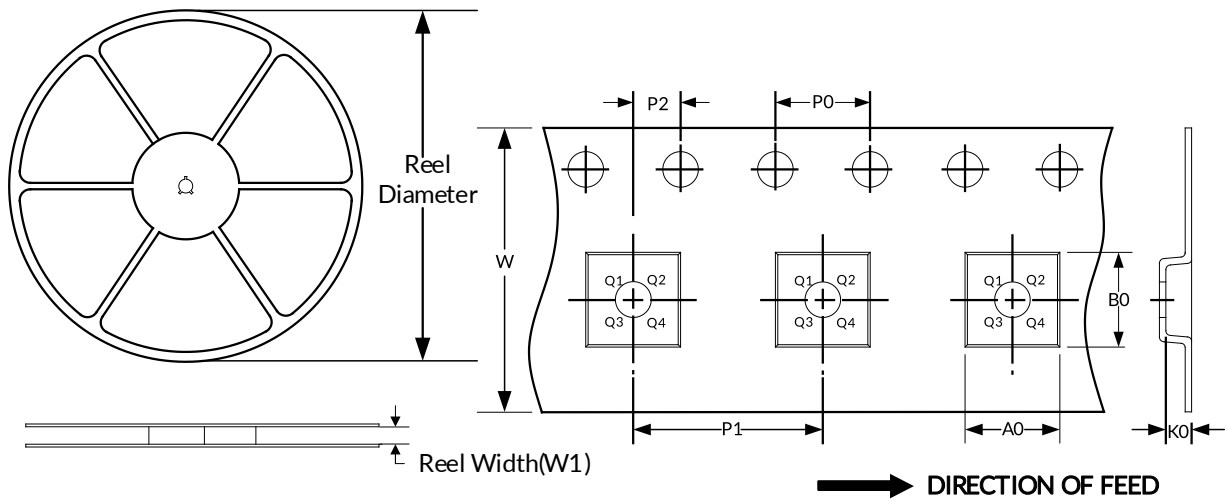 Reel
Diameter
Reel Width(W1)
P2
P0
W
Q1 Q2
Q3 Q4
Q1 Q2
Q3 Q4
Q1 Q2
Q3 Q4
B0
P1
A0
K0
DIRECTION OF FEED